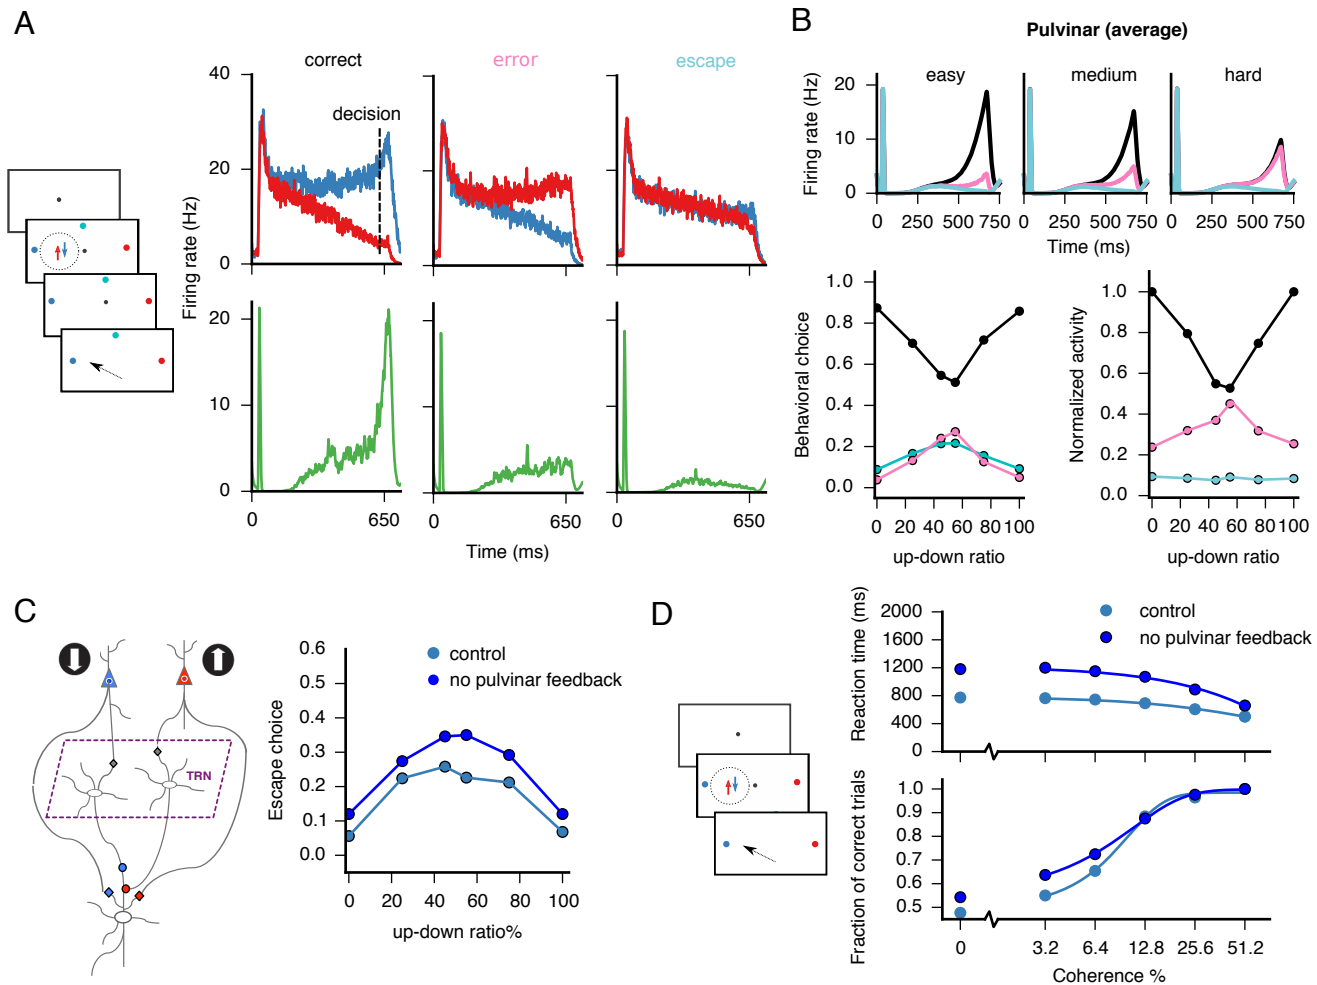 A
correct
error
escape
decision
Firing rate (Hz)
40
20
0
20
10
0
0
650
0
650
0
650
Time (ms)
B
Pulvinar (average)
easy
medium
hard
Firing rate (Hz)
20
10
0
0
500
750
0
500
750
0
500
750
Time (ms)
Behavioral choice
1.0
0.8
0.6
0.4
0.2
0.0
0 20 40 60 80 100
up-down ratio
Normalized activity
1.0
0.8
0.6
0.4
0.2
0.0
0 20 40 60 80 100
up-down ratio
C
TRN
Escape choice
0.6
0.5
0.4
0.3
0.2
0.1
0.0
control
no pulvinar feedback
0 20 40 60 80 100
up-down ratio%
D
Reaction time (ms)
2000
1600
1200
800
400
0
control
no pulvinar feedback
Fraction of correct trials
1.0
0.9
0.8
0.7
0.6
0.5
0 3.2 6.4 12.8 25.6 51.2
Coherence %